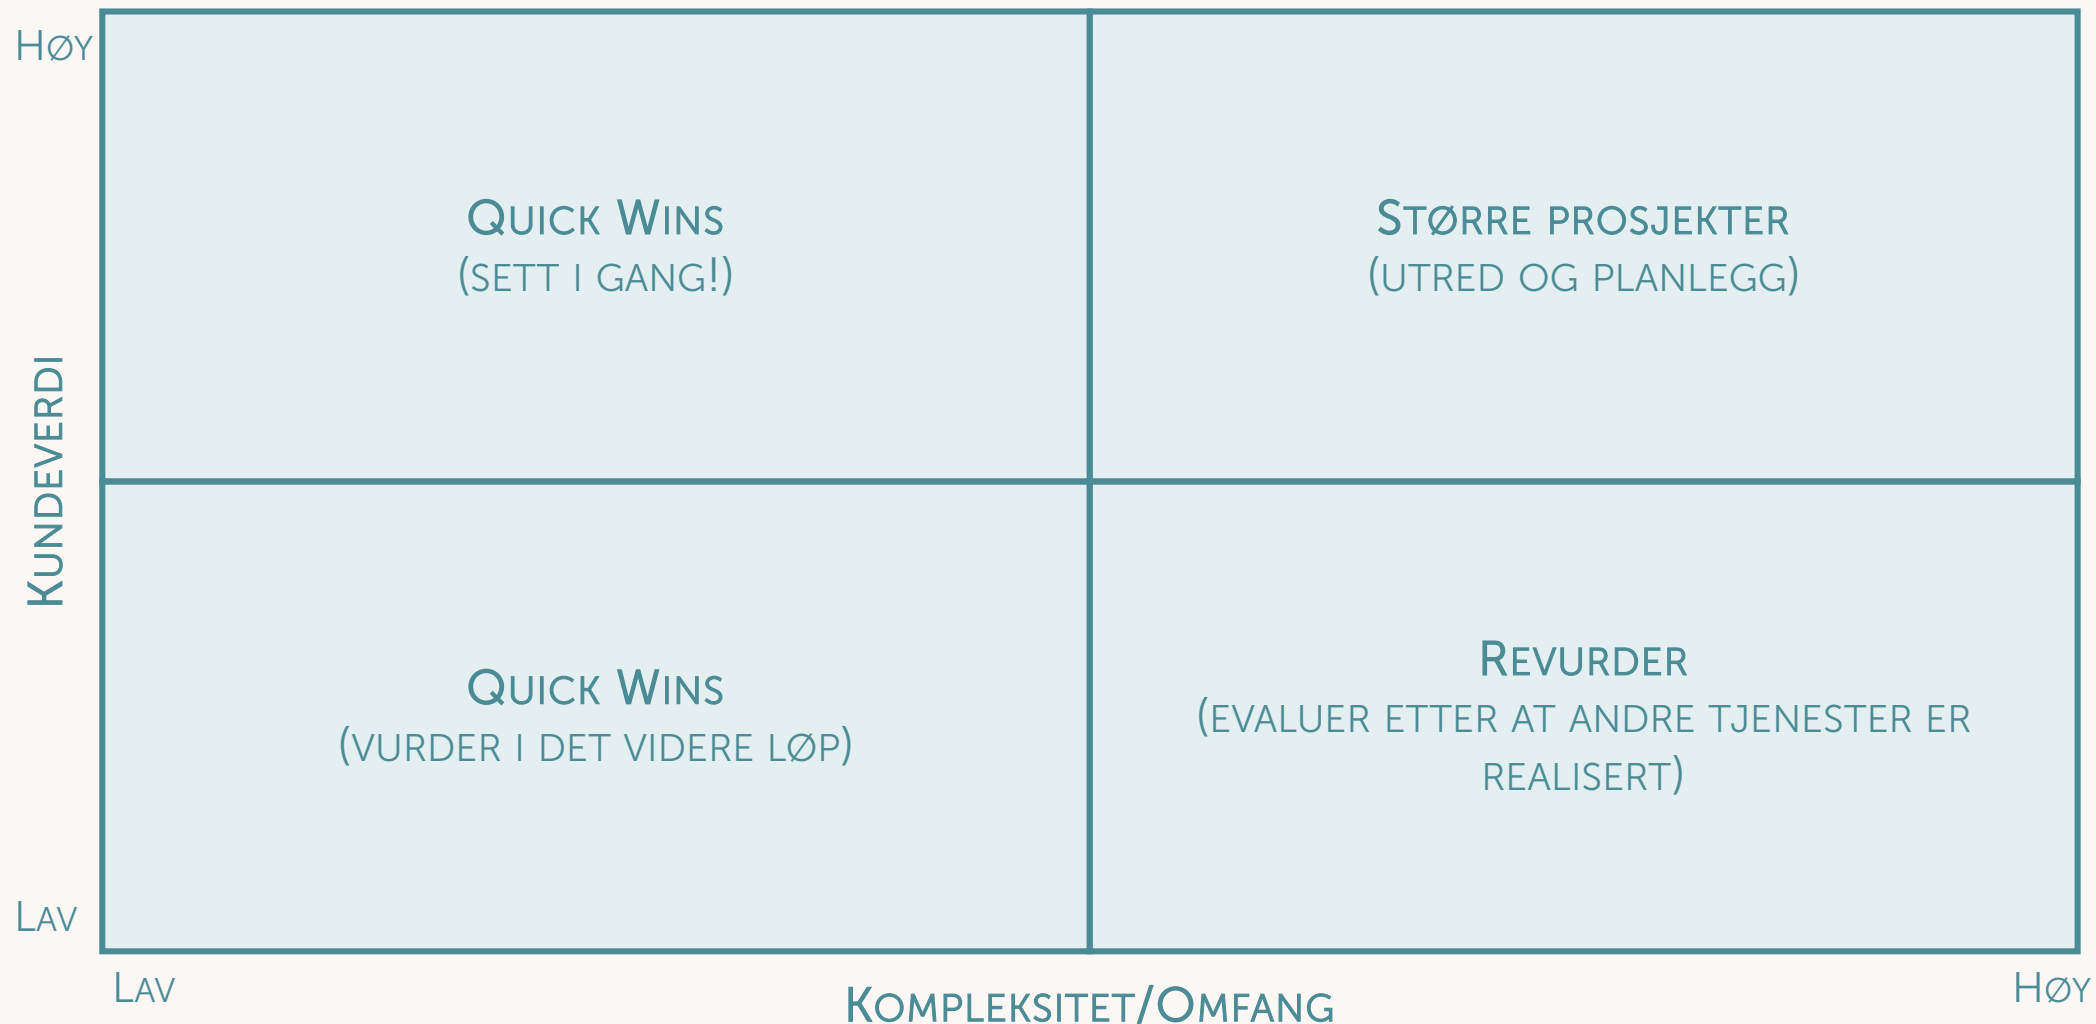 Høy
Quick Wins
(sett i gang!)
Større prosjekter
(utred og planlegg)
Kundeverdi
Quick Wins
(vurder i det videre løp)
Revurder
(evaluer etter at andre tjenester er
realisert)
Lav
Lav
Kompleksitet/Omfang
Høy